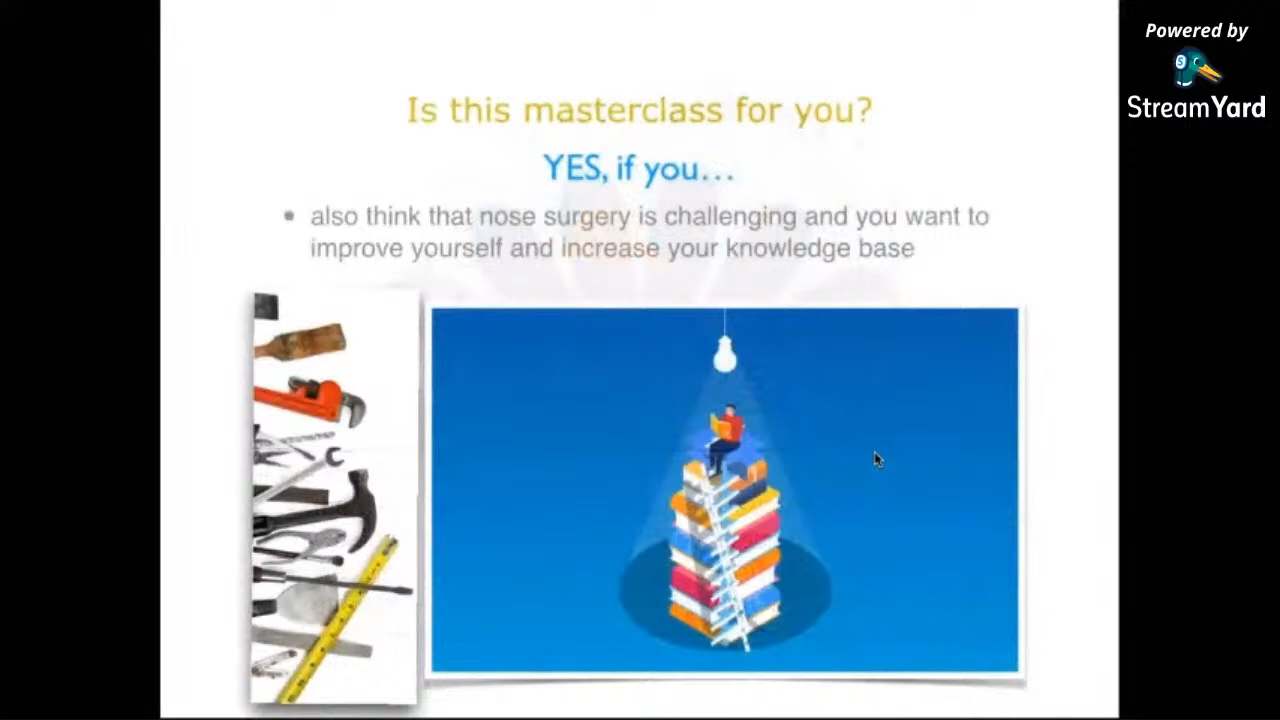 Powered by
StreamYard
Is this masterclass for you?
YES, if you...
• also think that nose surgery is challenging and you want to
improve yourself and increase your knowledge base